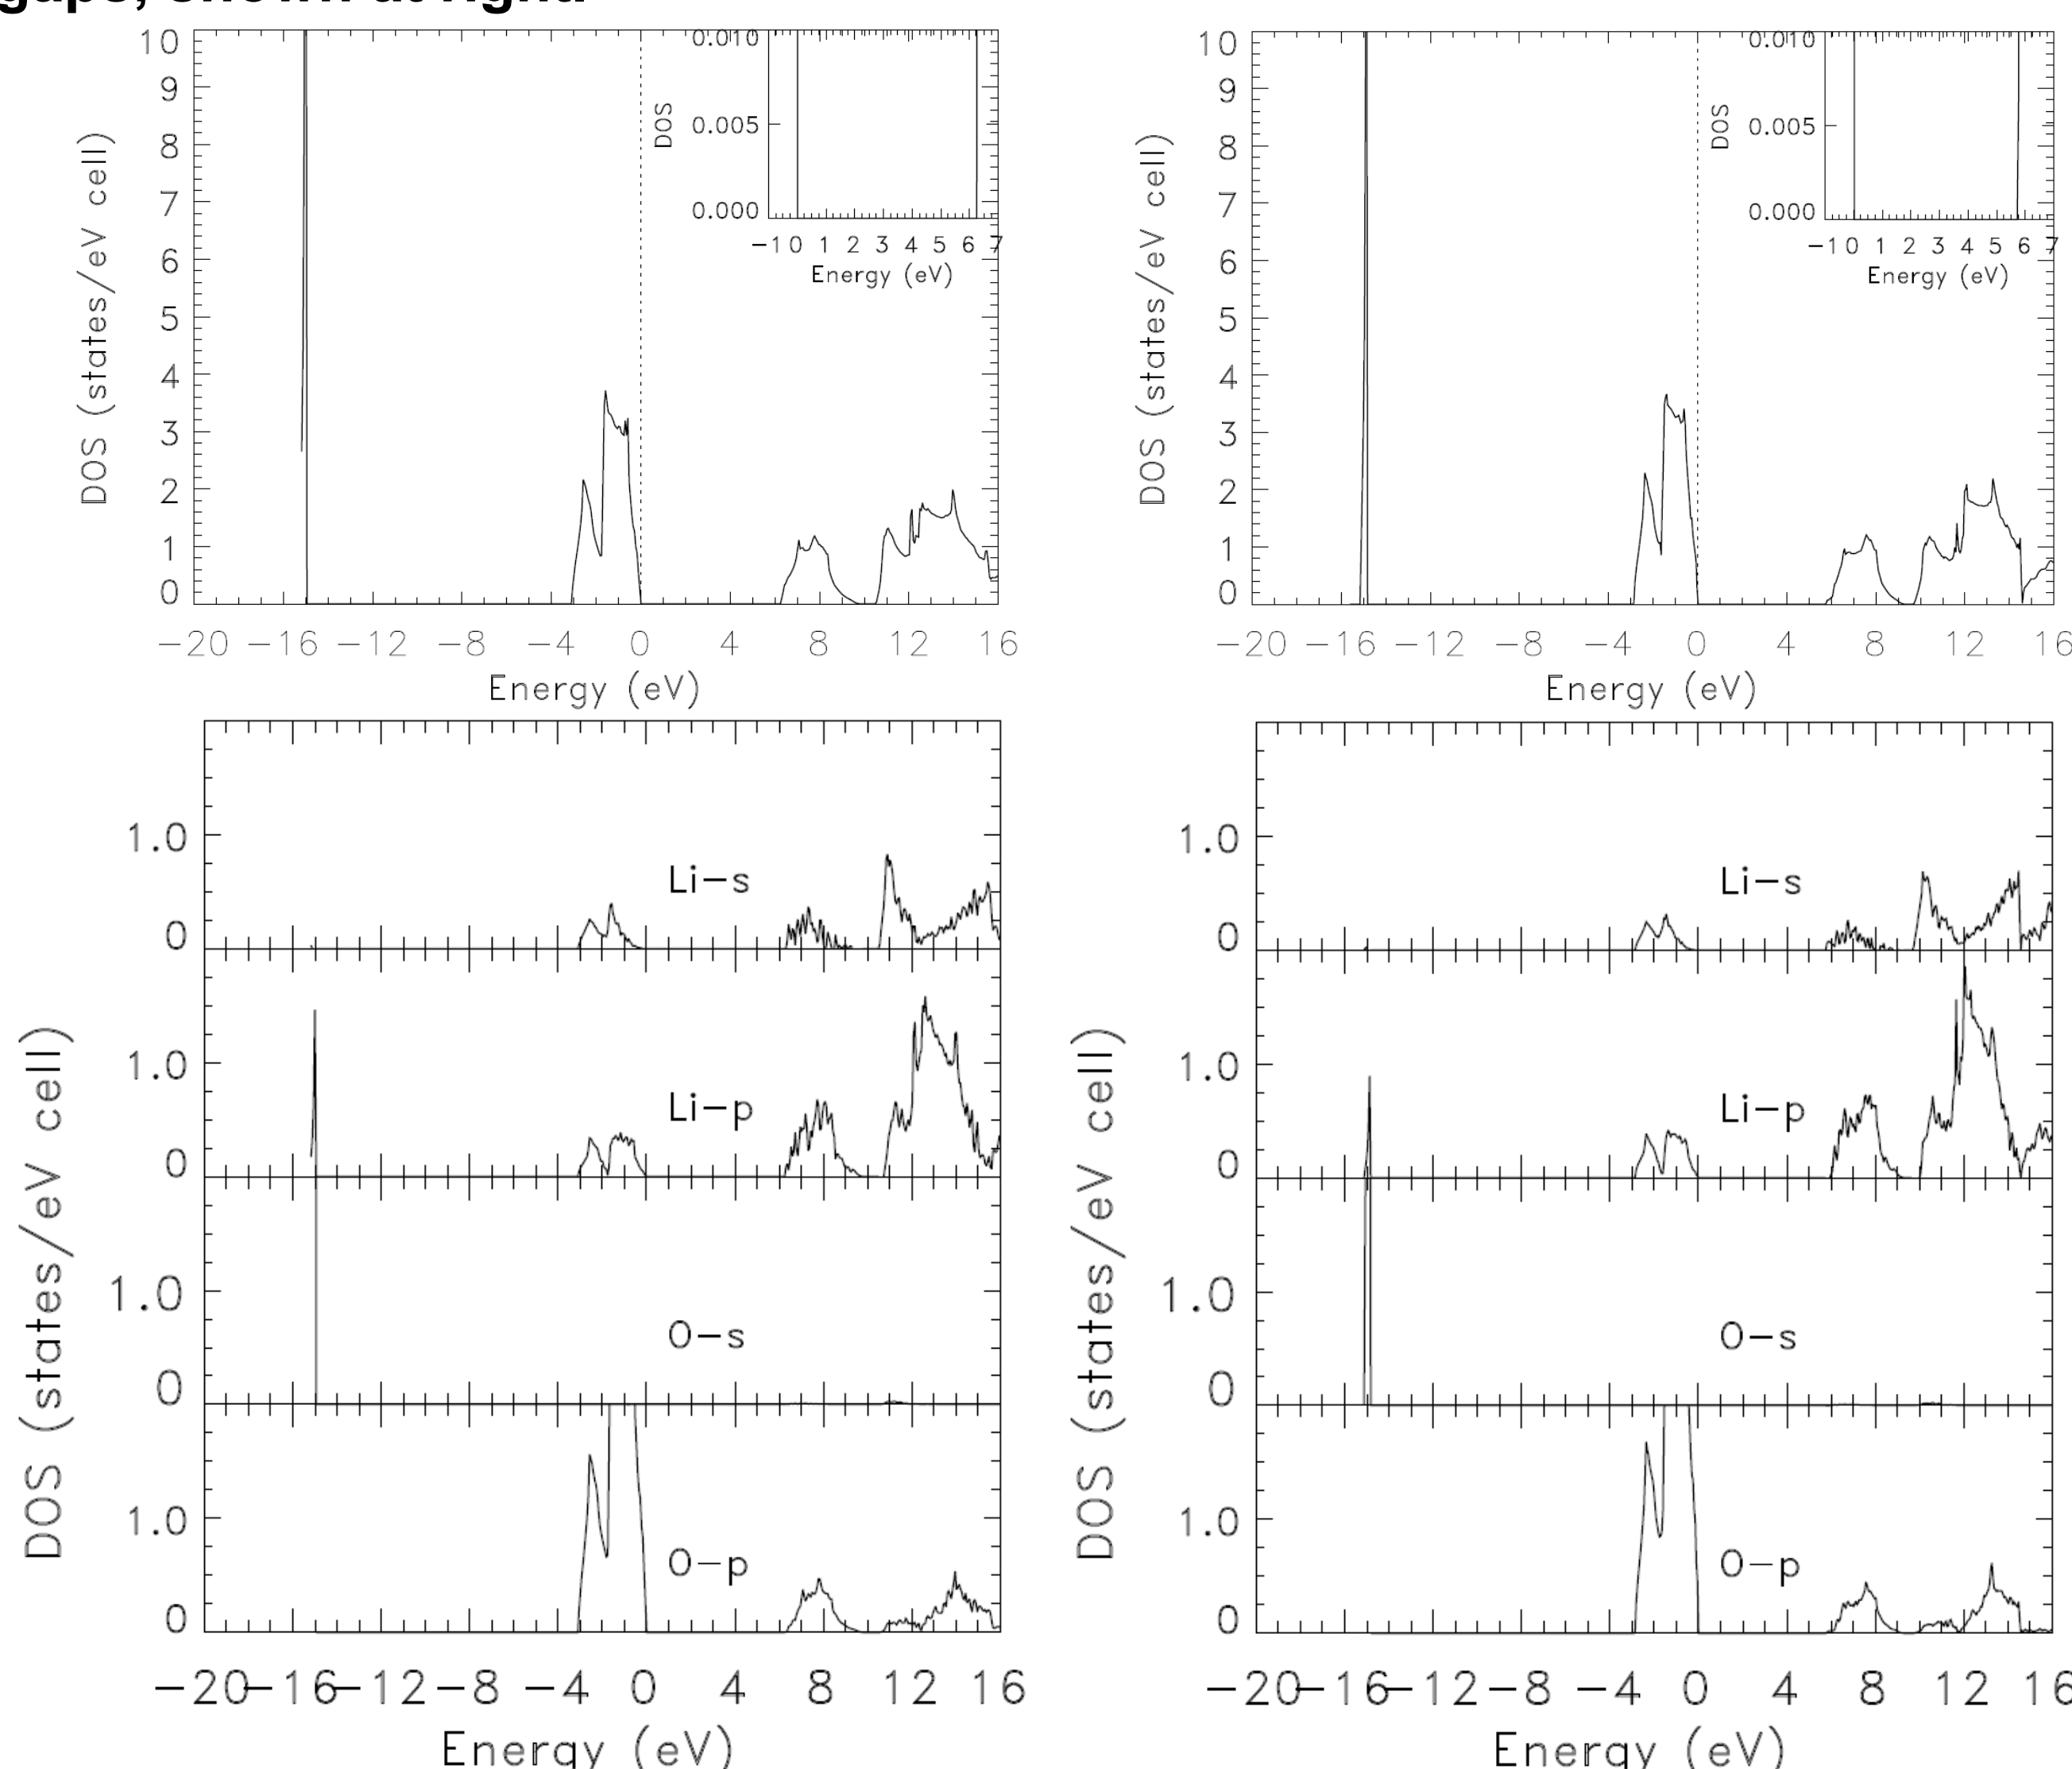 gaps, shown at right.
10
9
8
7
6
5
4
3
2
1
0
DOS (states/eV cell)
−20 −16 −12 −8 −4 0 4 8 12 16
Energy (eV)
0.010
0.005
0.000
DOS
−1 0 1 2 3 4 5 6 7
Energy (eV)
10
9
8
7
6
5
4
3
2
1
0
DOS (states/eV cell)
−20 −16 −12 −8 −4 0 4 8 12 16
Energy (eV)
0.010
0.005
0.000
DOS
−1 0 1 2 3 4 5 6 7
Energy (eV)
DOS (states/eV cell)
1.0
Li−s
0
1.0
Li−p
0
1.0
O−s
0
1.0
O−p
0
−20 −16 −12 −8 −4 0 4 8 12 16
Energy (eV)
DOS (states/eV cell)
1.0
Li−s
0
1.0
Li−p
0
1.0
O−s
0
1.0
O−p
0
−20 −16 −12 −8 −4 0 4 8 12 16
Energy (eV)